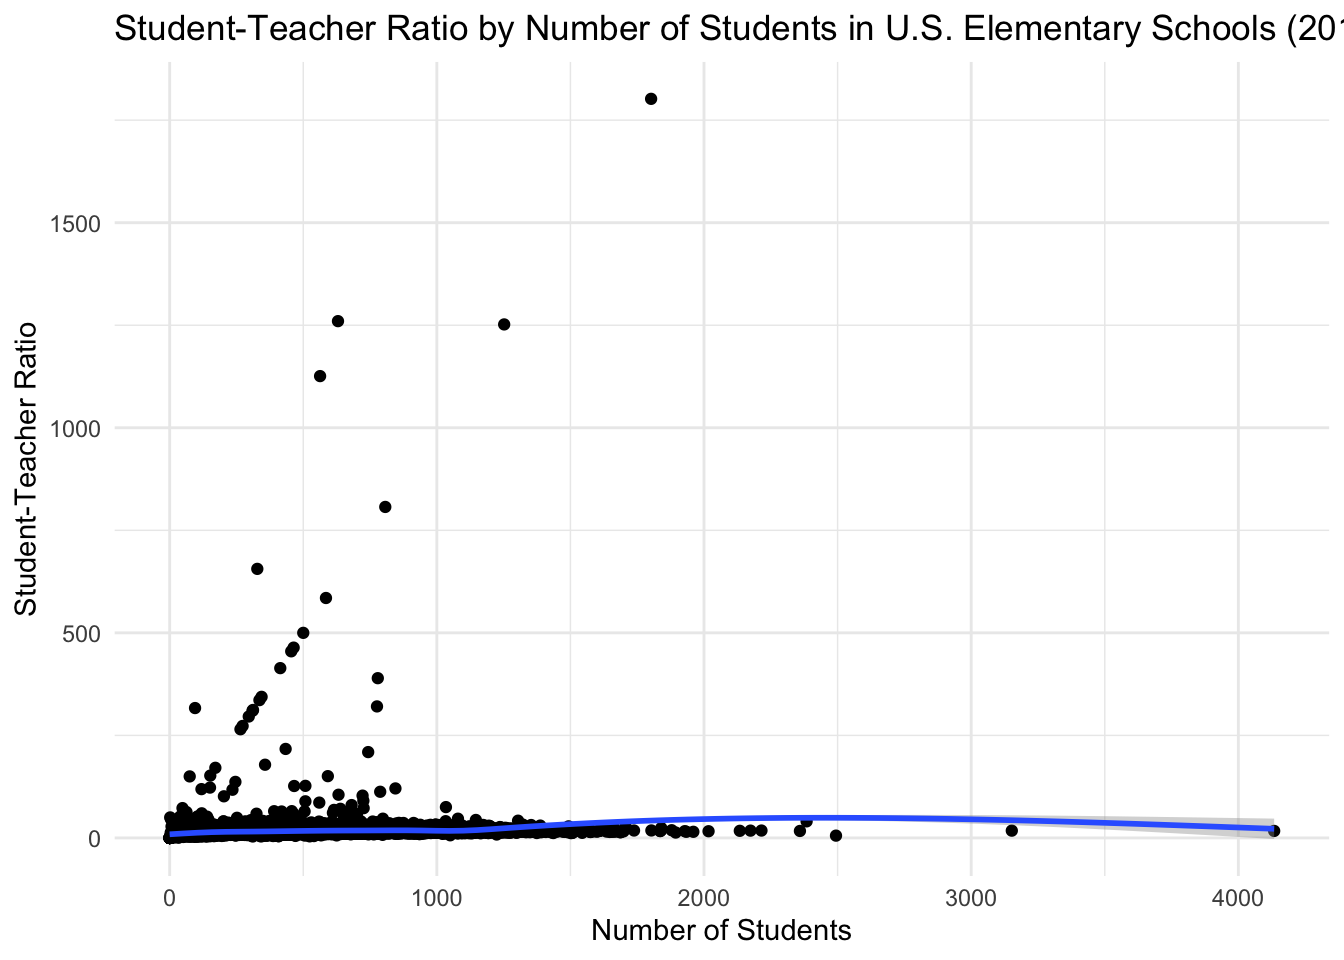 Student-Teacher Ratio by Number of Students in U.S. Elementary Schools (201
Student-Teacher Ratio
1500
1000
500
0
0 1000 2000 3000 4000
Number of Students